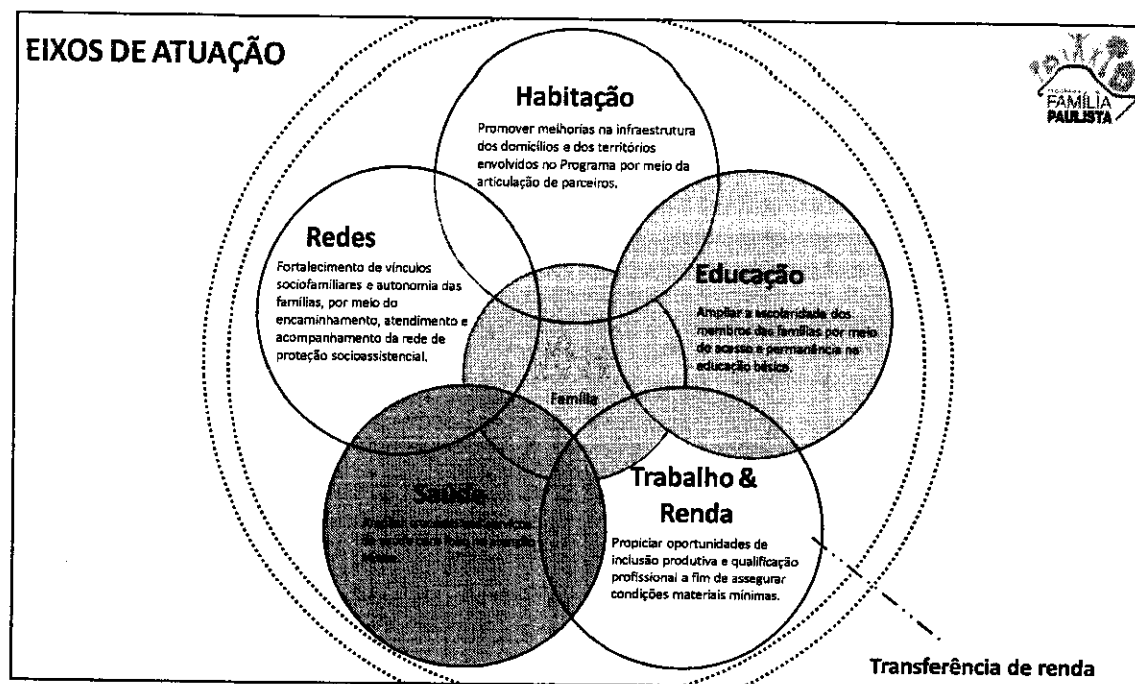 EIXOS DE ATUAÇÃO
FAMÍLIA
PAULISTA
Habitação
Promover melhorias na infraestrutura
dos domicílios e dos territórios
envolvidos no Programa por meio da
articulação de parceiros.
Redes
Fortalecimento de vínculos
sociofamiliares e autonomia das
famílias, por meio do
encaminhamento, atendimento e
acompanhamento da rede de
proteção socioassistencial.
Educação
Ampliar a escolaridade dos
membros das famílias por meio
do acesso e permanência na
educação básica.
Família
Saúde
Trabalho &
Renda
Propiciar oportunidades de
inclusão produtiva e qualificação
profissional a fim de assegurar
condições materiais mínimas.
Transferência de renda